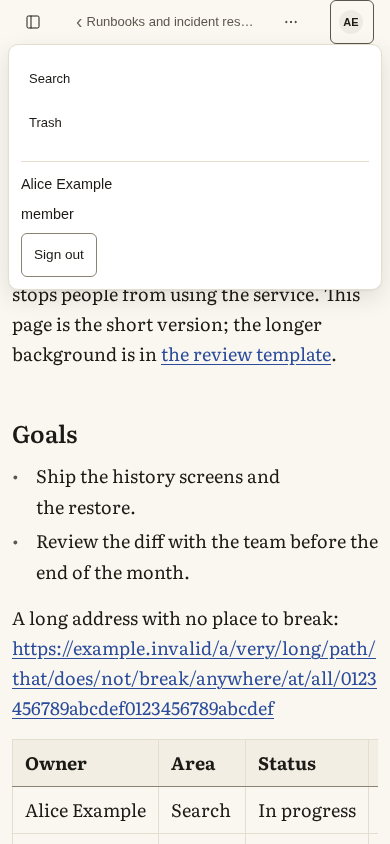 ‹ Runbooks and incident res…
···
AE
Search
Trash
Alice Example
member
Sign out
stops people from using the service. This
page is the short version; the longer
background is in the review template.
Goals
• Ship the history screens and
the restore.
• Review the diff with the team before the
end of the month.
A long address with no place to break:
https://example.invalid/a/very/long/path/
that/does/not/break/anywhere/at/all/0123
456789abcdef0123456789abcdef
Owner Area Status
Alice Example Search In progress